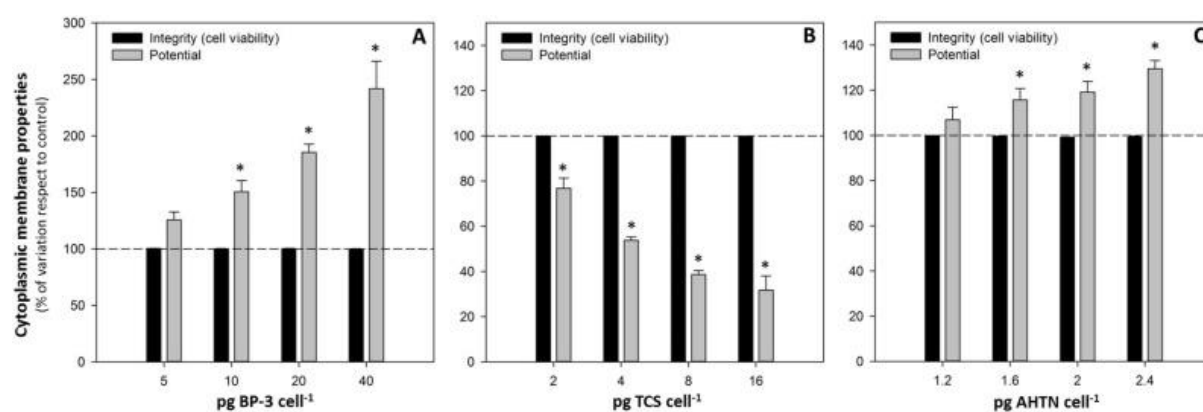 Cytoplasmic membrane properties
(% of variation respect to control)
300
250
200
150
100
50
0
Integrity (cell viability)
Potential
A
*
*
*
5 10 20 40
pg BP-3 cell-1
140
120
100
80
60
40
20
0
Integrity (cell viability)
Potential
B
*
*
*
*
2 4 8 16
pg TCS cell-1
140
120
100
80
60
40
20
0
Integrity (cell viability)
Potential
C
*
*
*
1.2 1.6 2 2.4
pg AHTN cell-1